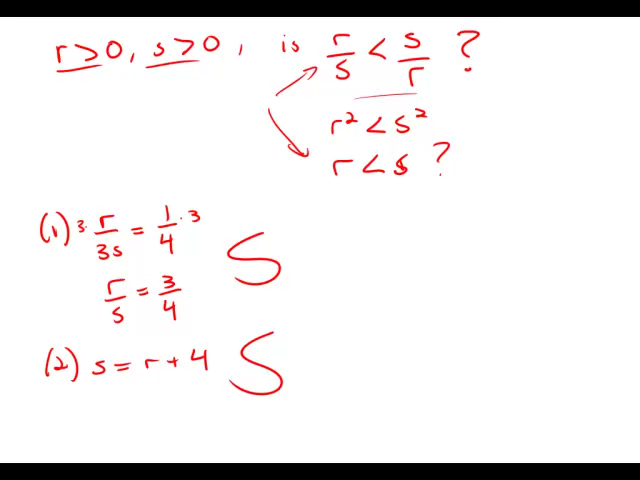 r > 0, s > 0, is r/s < s/r ?
r² < s²
r < s ?
(1) 3· r/3s = 1/4 ·3
S
r/s = 3/4
(2) s = r + 4 S